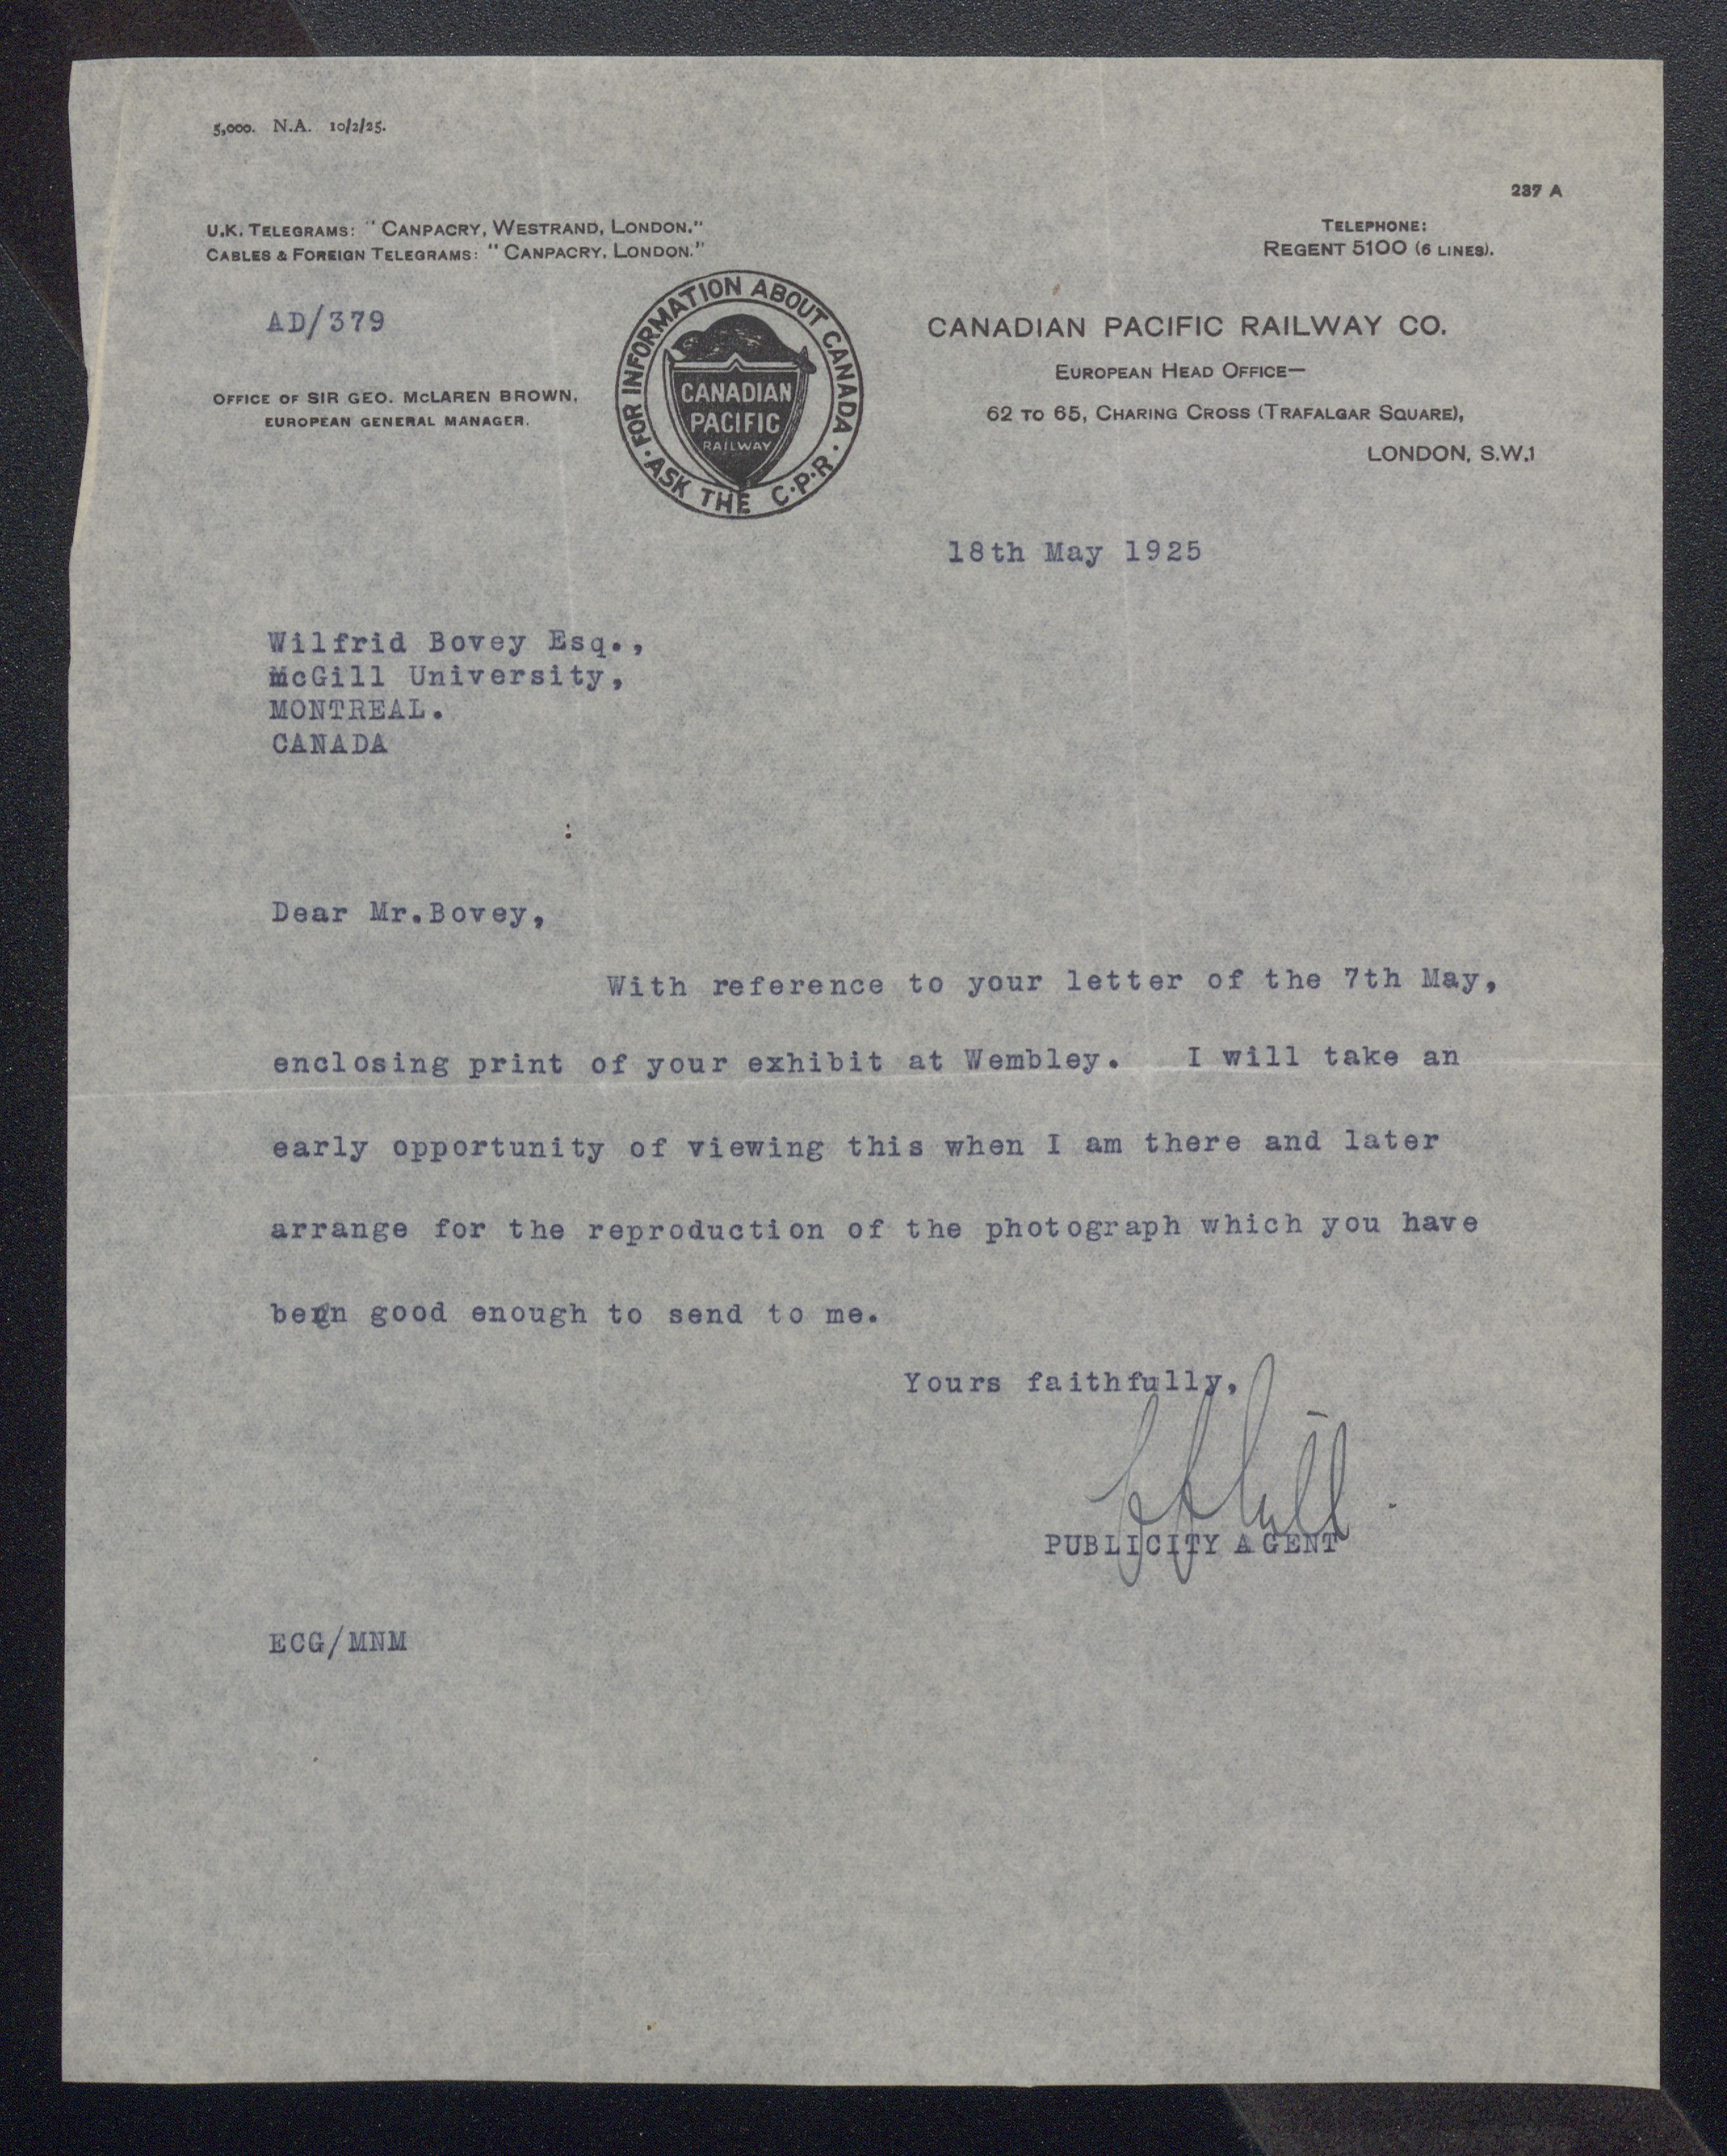 5,000. N.A. 10/2/25.
237 A
U.K. TELEGRAMS: "CANPACRY, WESTRAND, LONDON."
CABLES & FOREIGN TELEGRAMS: "CANPACRY, LONDON."
TELEPHONE:
REGENT 5100 (6 LINES).
AD/379
OFFICE OF SIR GEO. McLAREN BROWN,
EUROPEAN GENERAL MANAGER.
· FOR INFORMATION ABOUT CANADA ·
ASK THE C.P.R.
CANADIAN
PACIFIC
RAILWAY
CANADIAN PACIFIC RAILWAY CO.
EUROPEAN HEAD OFFICE—
62 TO 65, CHARING CROSS (TRAFALGAR SQUARE),
LONDON, S.W.1
18th May 1925
Wilfrid Bovey Esq.,
McGill University,
MONTREAL.
CANADA
Dear Mr.Bovey,
With reference to your letter of the 7th May,
enclosing print of your exhibit at Wembley. I will take an
early opportunity of viewing this when I am there and later
arrange for the reproduction of the photograph which you have
been good enough to send to me.
Yours faithfully,
PUBLICITY AGENT
ECG/MNM